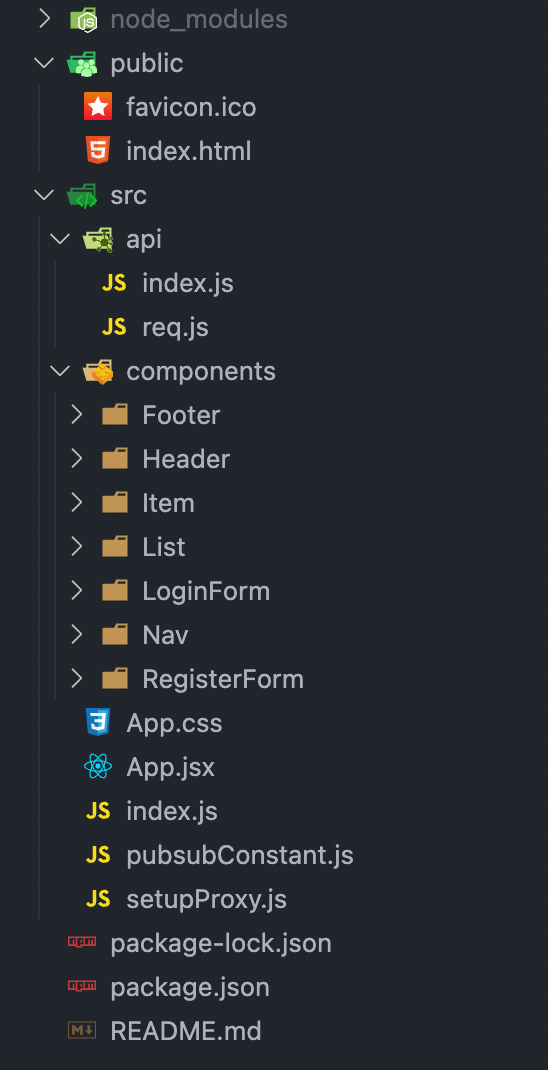 node_modules
public
favicon.ico
index.html
src
api
JS index.js
JS req.js
components
Footer
Header
Item
List
LoginForm
Nav
RegisterForm
App.css
App.jsx
JS index.js
JS pubsubConstant.js
JS setupProxy.js
package-lock.json
package.json
M README.md